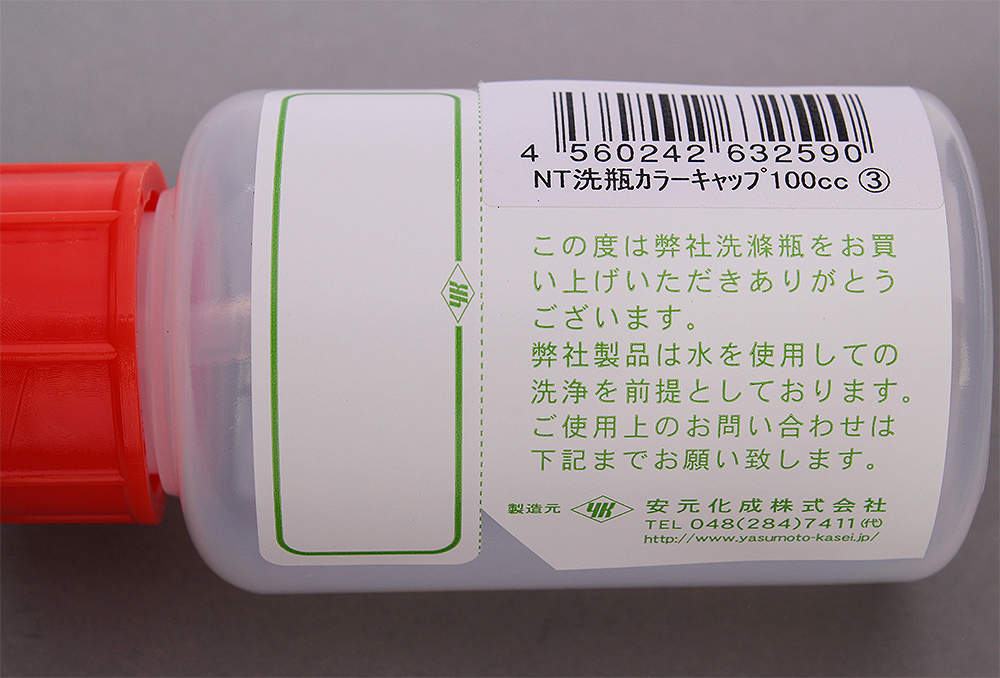 4 560242 632590
NT洗瓶カラーキャップ100cc ③
この度は弊社洗滌瓶をお買
い上げいただきありがとう
ございます。
弊社製品は水を使用しての
洗浄を前提としております。
ご使用上のお問い合わせは
下記までお願い致します。
製造元 YK 安元化成株式会社
TEL 048(284)7411㈹
http://www.yasumoto-kasei.jp/
YK